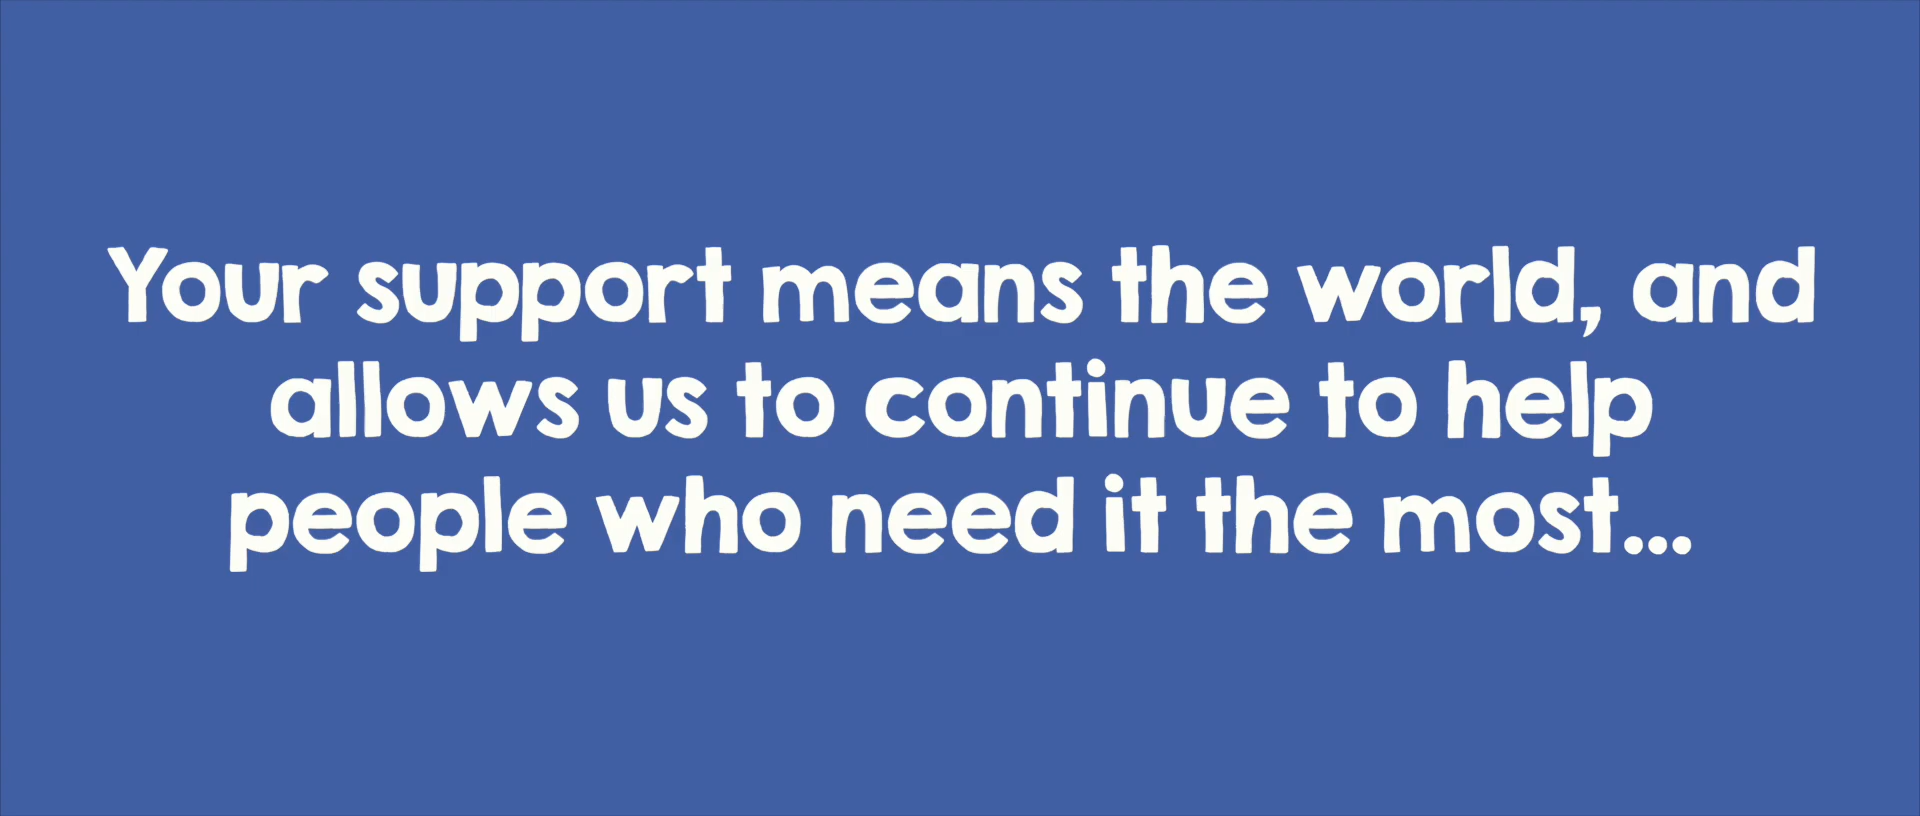 Your support means the world, and
allows us to continue to help
people who need it the most...